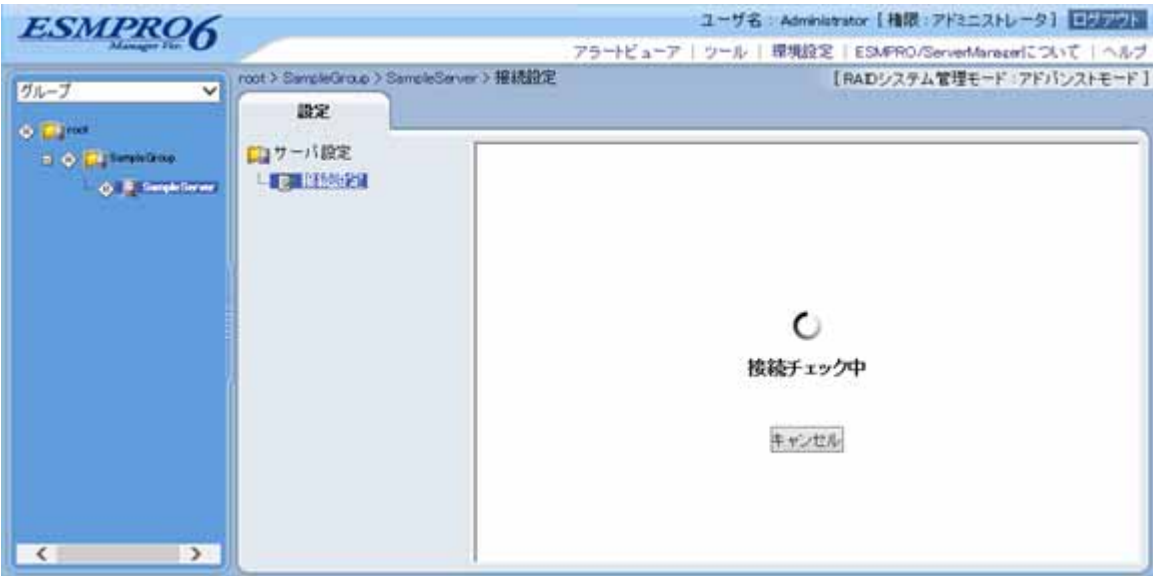 ESMPRO6
Manager Ver.
ユーザ名 : Administrator [ 権限 : アドミニストレータ ] ログアウト
アラートビューア | ツール | 環境設定 | ESMPRO/ServerManagerについて | ヘルプ
グループ
root > SampleGroup > SampleServer > 接続設定
[ RAIDシステム管理モード : アドバンストモード ]
root
SampleGroup
SampleServer
設定
サーバ設定
接続設定
接続チェック中
キャンセル